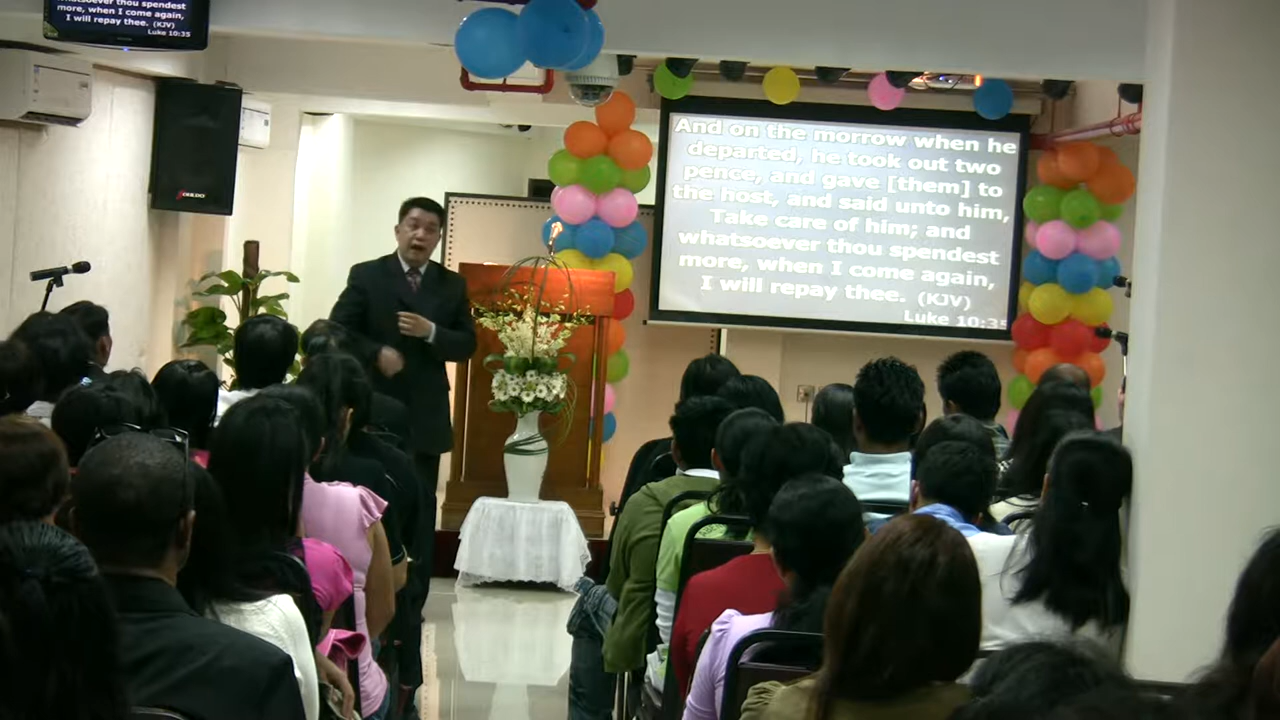 whatsoever thou spendest
more, when I come again,
I will repay thee. (KJV)
Luke 10:35
And on the morrow when he
departed, he took out two
pence, and gave [them] to
the host, and said unto him,
Take care of him; and
whatsoever thou spendest
more, when I come again,
I will repay thee. (KJV)
Luke 10:35